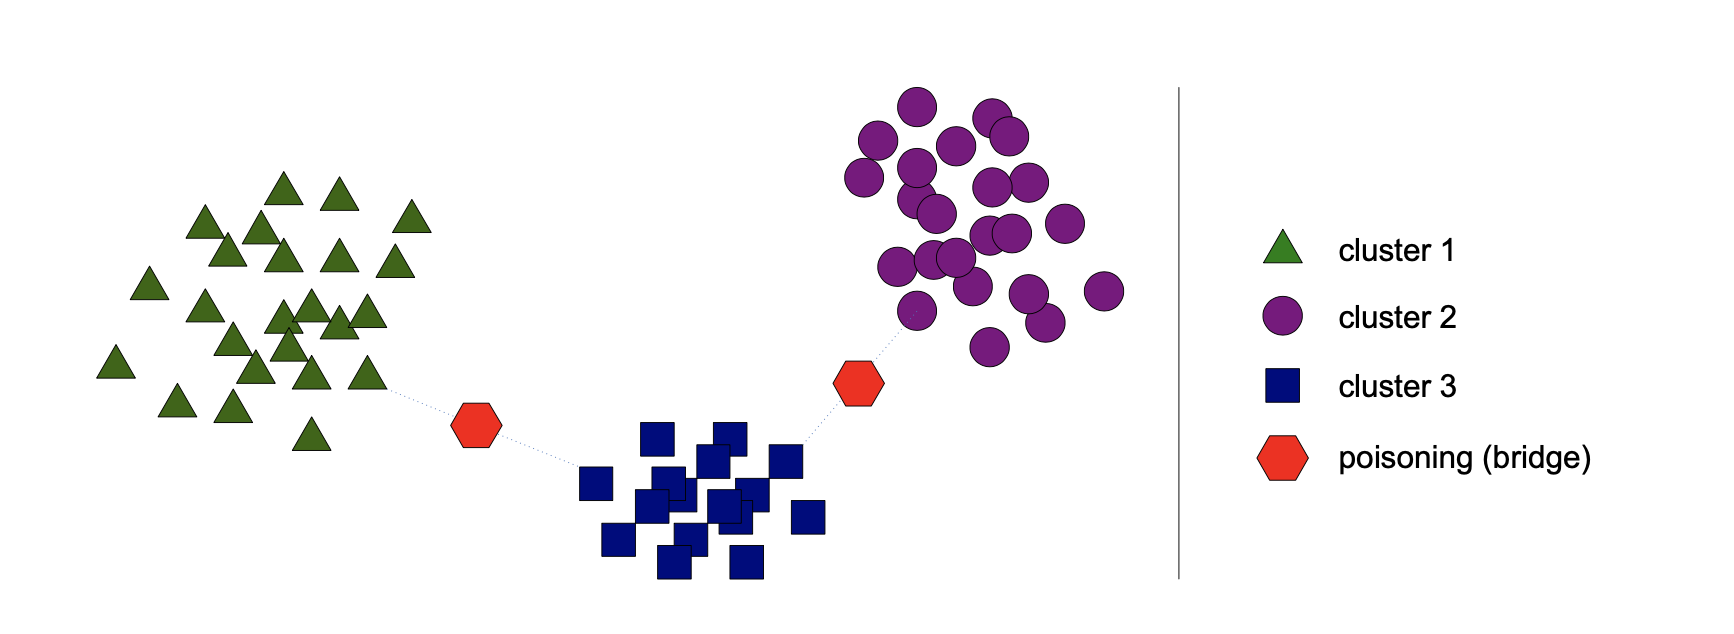 cluster 1
cluster 2
cluster 3
poisoning (bridge)